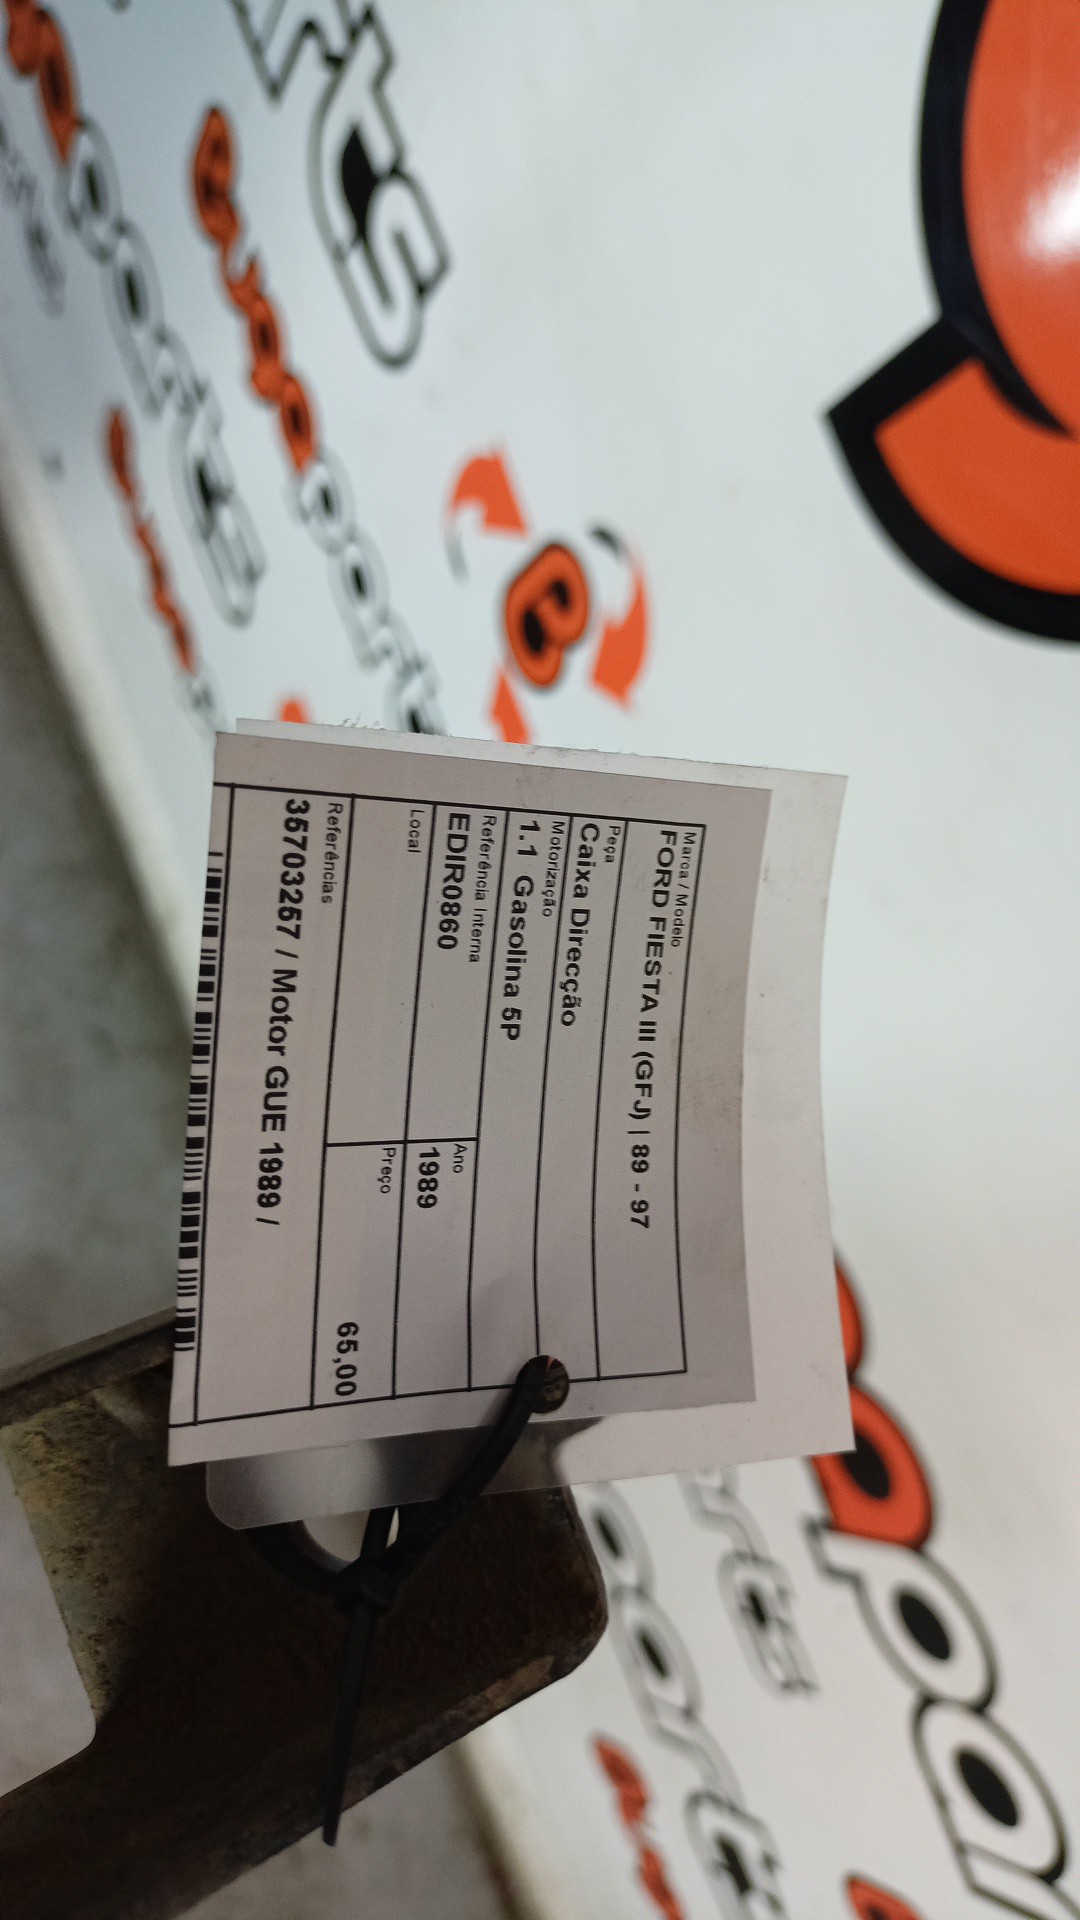 Marca / Modelo
FORD FIESTA III (GFJ) | 89 - 97
Peça
Caixa Direcção
Motorização
1.1 Gasolina 5P
Referência Interna
EDIR0860
Ano
1989
Local
Preço
65,00
Referências
35703257 / Motor GUE 1989 /